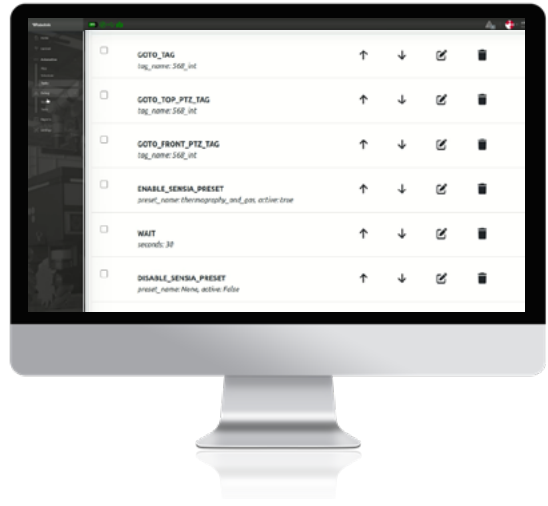 GOTO_TAG
tag_name: 568_int
GOTO_TOP_PTZ_TAG
tag_name: 568_int
GOTO_FRONT_PTZ_TAG
tag_name: 568_int
ENABLE_SENSIA_PRESET
preset_name: thermography_and_gas, active: true
WAIT
seconds: 30
DISABLE_SENSIA_PRESET
preset_name: None, active: False